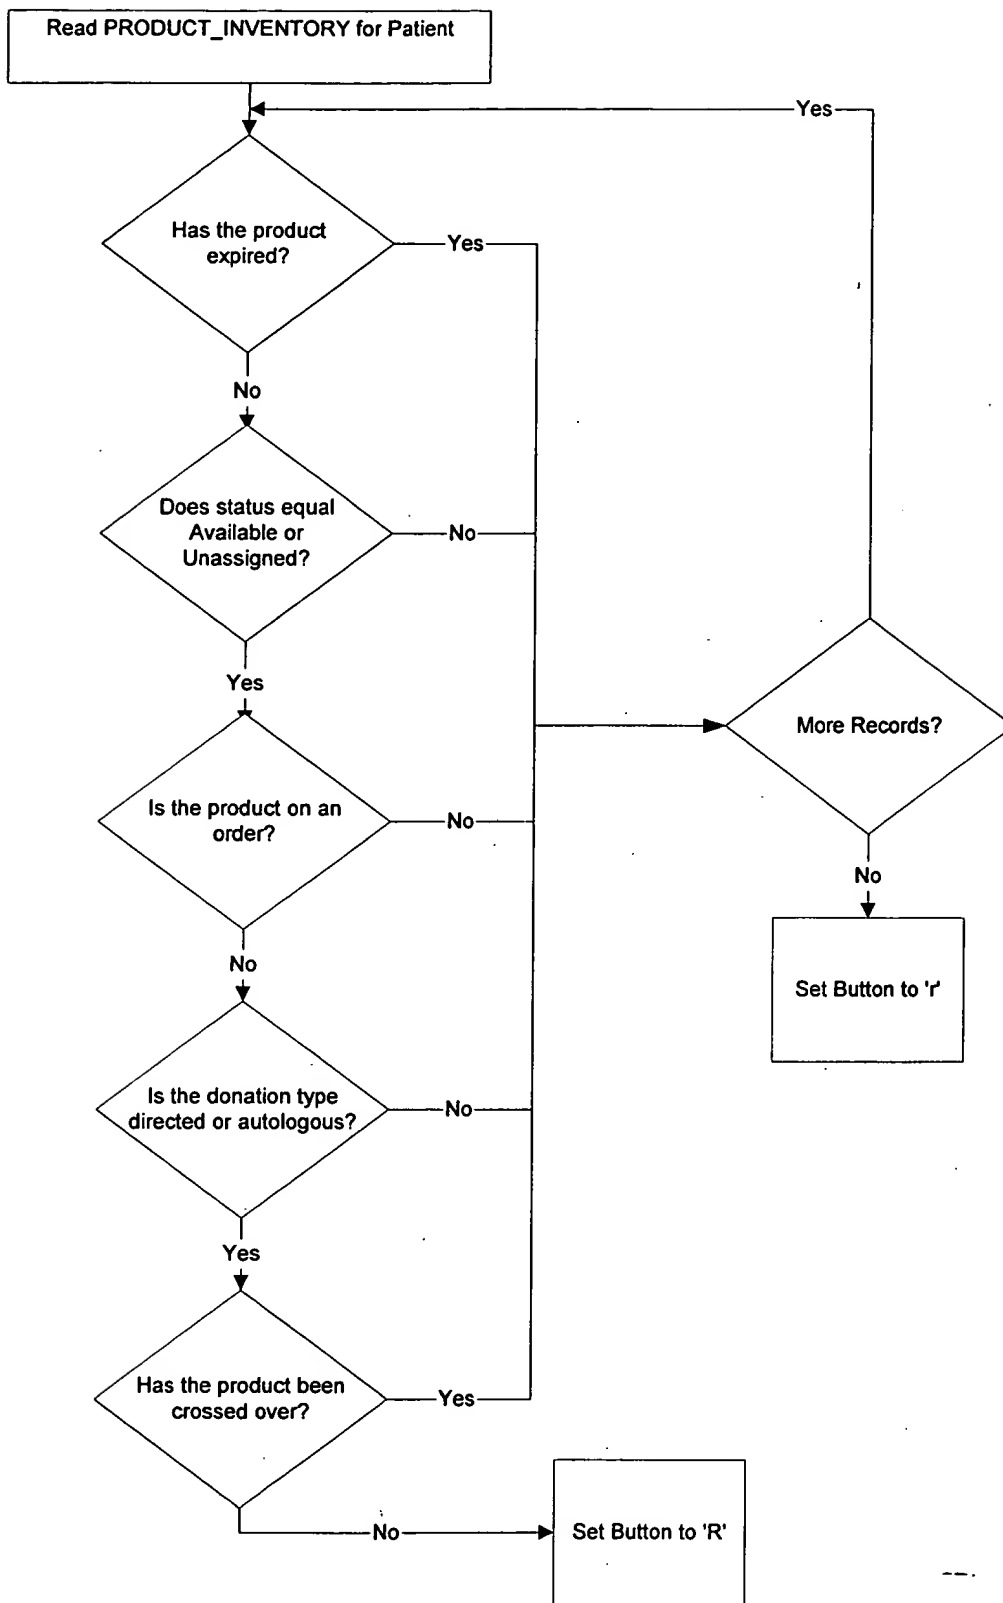 Read PRODUCT_INVENTORY for Patient
Yes
Has the product
expired?
Yes
No
Does status equal
Available or
Unassigned?
No
Yes
More Records?
Is the product on an
order?
No
No
No
Set Button to 'r'
Is the donation type
directed or autologous?
No
Yes
Has the product been
crossed over?
Yes
No
Set Button to 'R'